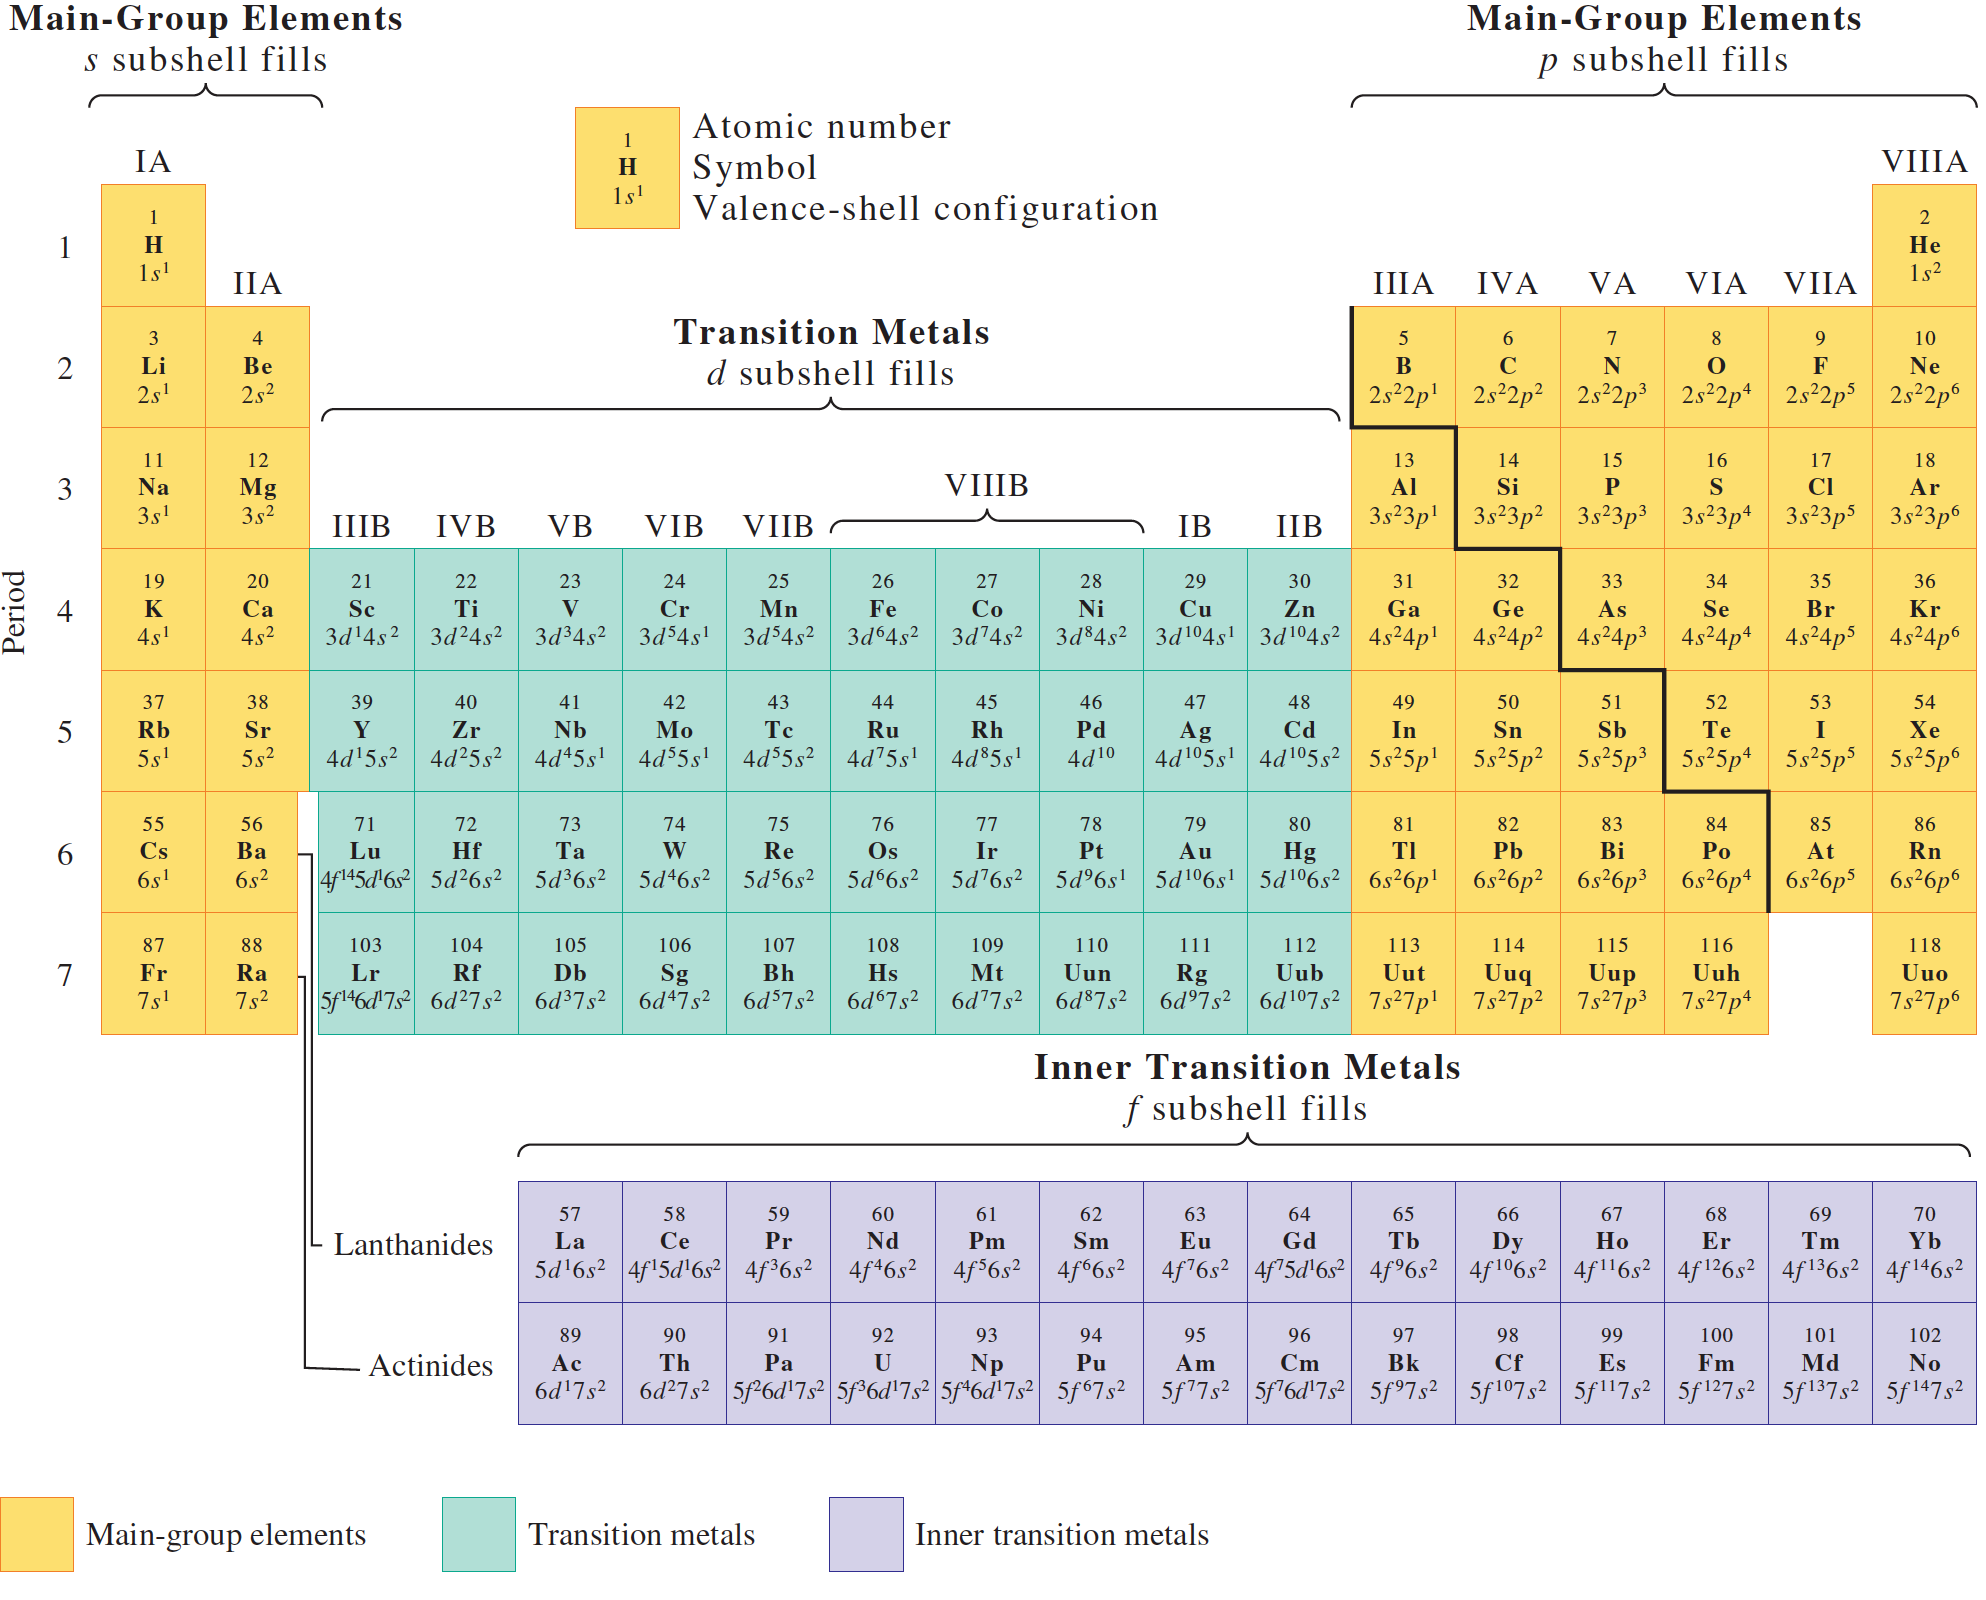 Main-Group Elements
s subshell fills
Main-Group Elements
p subshell fills
1
H
1s¹
Atomic number
Symbol
Valence-shell configuration
IA VIIIA
1 2
1 H He
1s¹ 1s²
IIA IIIA IVA VA VIA VIIA
Transition Metals
d subshell fills
3 4 5 6 7 8 9 10
2 Li Be B C N O F Ne
2s¹ 2s² 2s²2p¹ 2s²2p² 2s²2p³ 2s²2p⁴ 2s²2p⁵ 2s²2p⁶
11 12 13 14 15 16 17 18
3 Na Mg Al Si P S Cl Ar
3s¹ 3s² 3s²3p¹ 3s²3p² 3s²3p³ 3s²3p⁴ 3s²3p⁵ 3s²3p⁶
VIIIB
IIIB IVB VB VIB VIIB IB IIB
Period
19 20 21 22 23 24 25 26 27 28 29 30 31 32 33 34 35 36
4 K Ca Sc Ti V Cr Mn Fe Co Ni Cu Zn Ga Ge As Se Br Kr
4s¹ 4s² 3d¹4s² 3d²4s² 3d³4s² 3d⁵4s¹ 3d⁵4s² 3d⁶4s² 3d⁷4s² 3d⁸4s² 3d¹⁰4s¹ 3d¹⁰4s² 4s²4p¹ 4s²4p² 4s²4p³ 4s²4p⁴ 4s²4p⁵ 4s²4p⁶
37 38 39 40 41 42 43 44 45 46 47 48 49 50 51 52 53 54
5 Rb Sr Y Zr Nb Mo Tc Ru Rh Pd Ag Cd In Sn Sb Te I Xe
5s¹ 5s² 4d¹5s² 4d²5s² 4d⁴5s¹ 4d⁵5s¹ 4d⁵5s² 4d⁷5s¹ 4d⁸5s¹ 4d¹⁰ 4d¹⁰5s¹ 4d¹⁰5s² 5s²5p¹ 5s²5p² 5s²5p³ 5s²5p⁴ 5s²5p⁵ 5s²5p⁶
55 56 71 72 73 74 75 76 77 78 79 80 81 82 83 84 85 86
6 Cs Ba Lu Hf Ta W Re Os Ir Pt Au Hg Tl Pb Bi Po At Rn
6s¹ 6s² 4f¹⁴5d¹6s² 5d²6s² 5d³6s² 5d⁴6s² 5d⁵6s² 5d⁶6s² 5d⁷6s² 5d⁹6s¹ 5d¹⁰6s¹ 5d¹⁰6s² 6s²6p¹ 6s²6p² 6s²6p³ 6s²6p⁴ 6s²6p⁵ 6s²6p⁶
87 88 103 104 105 106 107 108 109 110 111 112 113 114 115 116 118
7 Fr Ra Lr Rf Db Sg Bh Hs Mt Uun Rg Uub Uut Uuq Uup Uuh Uuo
7s¹ 7s² 5f¹⁴6d¹7s² 6d²7s² 6d³7s² 6d⁴7s² 6d⁵7s² 6d⁶7s² 6d⁷7s² 6d⁸7s² 6d⁹7s² 6d¹⁰7s² 7s²7p¹ 7s²7p² 7s²7p³ 7s²7p⁴ 7s²7p⁶
Inner Transition Metals
f subshell fills
57 58 59 60 61 62 63 64 65 66 67 68 69 70
Lanthanides La Ce Pr Nd Pm Sm Eu Gd Tb Dy Ho Er Tm Yb
5d¹6s² 4f¹5d¹6s² 4f³6s² 4f⁴6s² 4f⁵6s² 4f⁶6s² 4f⁷6s² 4f⁷5d¹6s² 4f⁹6s² 4f¹⁰6s² 4f¹¹6s² 4f¹²6s² 4f¹³6s² 4f¹⁴6s²
89 90 91 92 93 94 95 96 97 98 99 100 101 102
Actinides Ac Th Pa U Np Pu Am Cm Bk Cf Es Fm Md No
6d¹7s² 6d²7s² 5f²6d¹7s² 5f³6d¹7s² 5f⁴6d¹7s² 5f⁶7s² 5f⁷7s² 5f⁷6d¹7s² 5f⁹7s² 5f¹⁰7s² 5f¹¹7s² 5f¹²7s² 5f¹³7s² 5f¹⁴7s²
Main-group elements
Transition metals
Inner transition metals